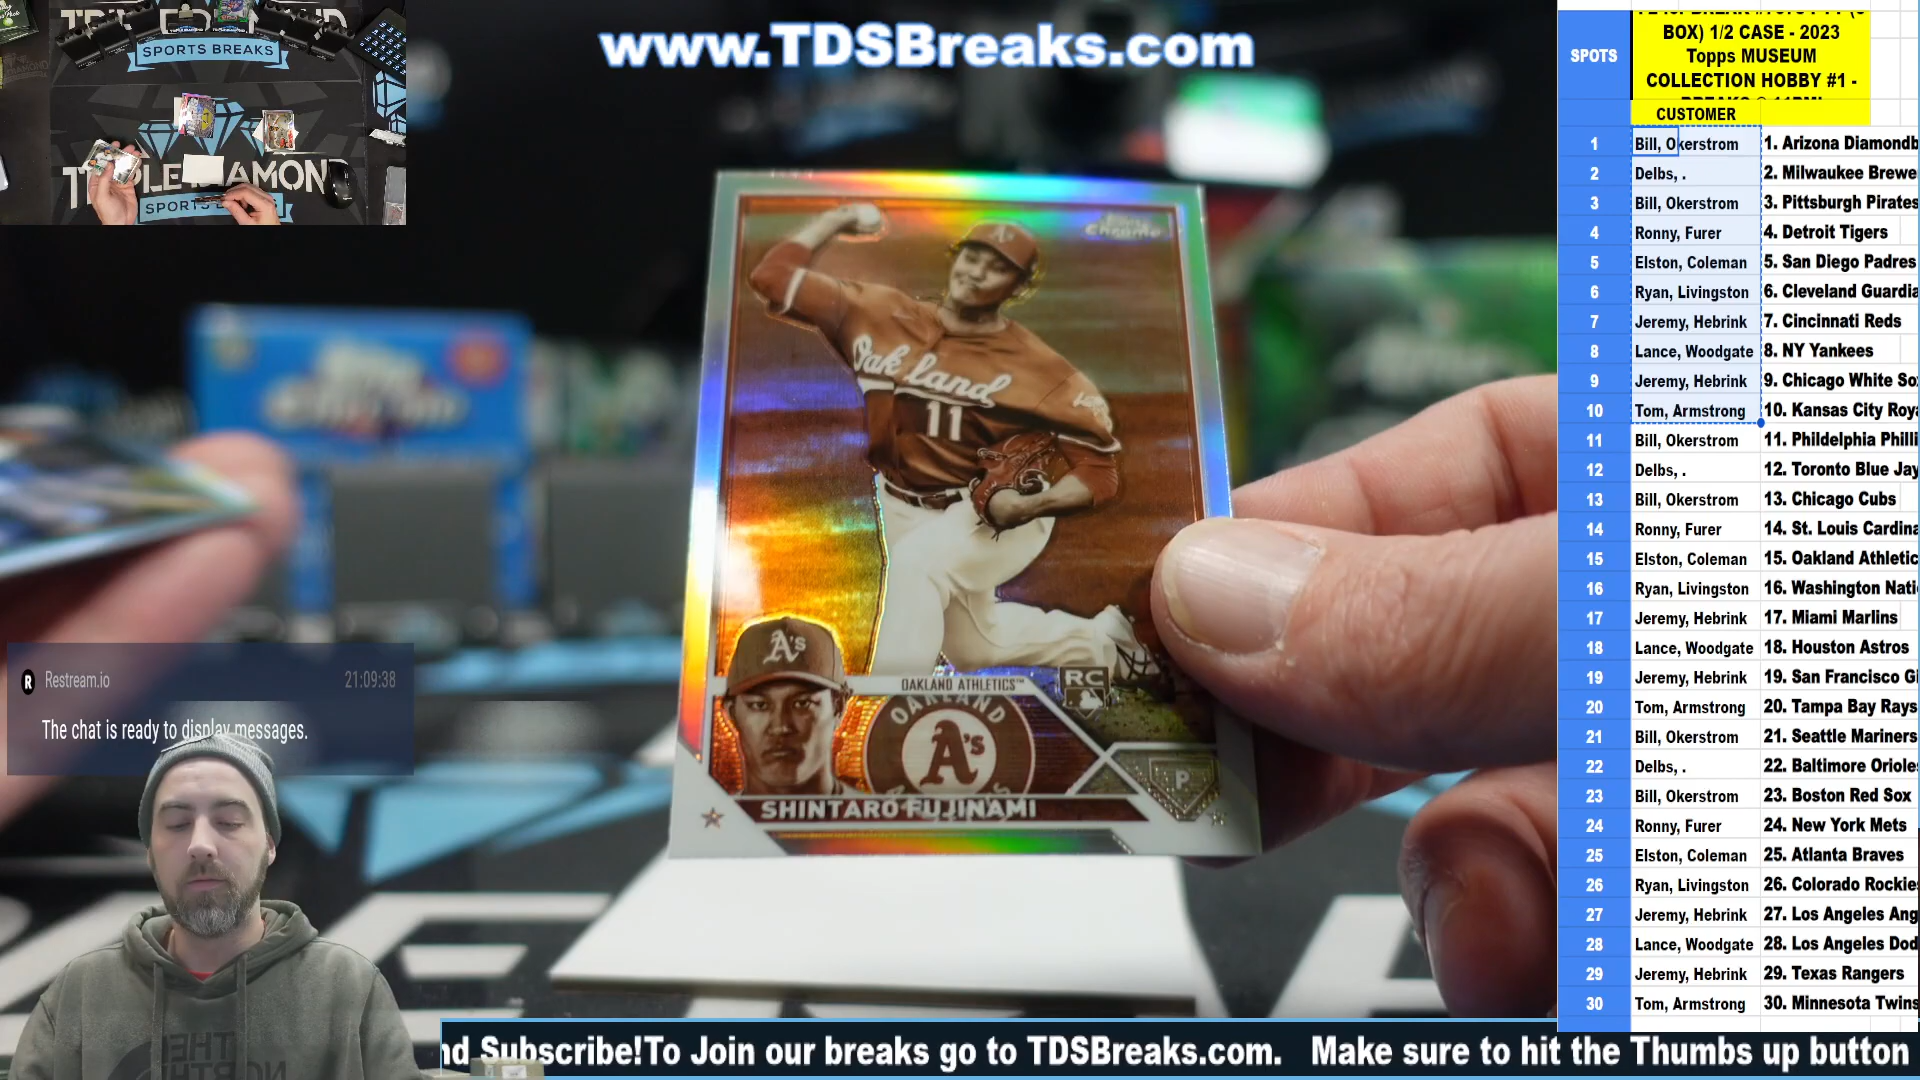 www.TDSBreaks.com
SPORTS BREAKS
TRIPLE DIAMOND
SPORTS BREAKS
Topps Chrome
A's
Oakland
11
A's
OAKLAND ATHLETICS™
RC
OAKLAND
A's
P
SHINTARO FUJINAMI
Restream.io 21:09:38
The chat is ready to display messages.
SPOTS
BOX) 1/2 CASE - 2023
Topps MUSEUM
COLLECTION HOBBY #1 -
CUSTOMER
1 Bill, Okerstrom 1. Arizona Diamondb
2 Delbs, . 2. Milwaukee Brewe
3 Bill, Okerstrom 3. Pittsburgh Pirates
4 Ronny, Furer 4. Detroit Tigers
5 Elston, Coleman 5. San Diego Padres
6 Ryan, Livingston 6. Cleveland Guardia
7 Jeremy, Hebrink 7. Cincinnati Reds
8 Lance, Woodgate 8. NY Yankees
9 Jeremy, Hebrink 9. Chicago White So
10 Tom, Armstrong 10. Kansas City Roya
11 Bill, Okerstrom 11. Phildelphia Philli
12 Delbs, . 12. Toronto Blue Jay
13 Bill, Okerstrom 13. Chicago Cubs
14 Ronny, Furer 14. St. Louis Cardina
15 Elston, Coleman 15. Oakland Athletic
16 Ryan, Livingston 16. Washington Nati
17 Jeremy, Hebrink 17. Miami Marlins
18 Lance, Woodgate 18. Houston Astros
19 Jeremy, Hebrink 19. San Francisco Gi
20 Tom, Armstrong 20. Tampa Bay Rays
21 Bill, Okerstrom 21. Seattle Mariners
22 Delbs, . 22. Baltimore Oriole
23 Bill, Okerstrom 23. Boston Red Sox
24 Ronny, Furer 24. New York Mets
25 Elston, Coleman 25. Atlanta Braves
26 Ryan, Livingston 26. Colorado Rockie
27 Jeremy, Hebrink 27. Los Angeles Ang
28 Lance, Woodgate 28. Los Angeles Dod
29 Jeremy, Hebrink 29. Texas Rangers
30 Tom, Armstrong 30. Minnesota Twins
nd Subscribe!To Join our breaks go to TDSBreaks.com. Make sure to hit the Thumbs up button